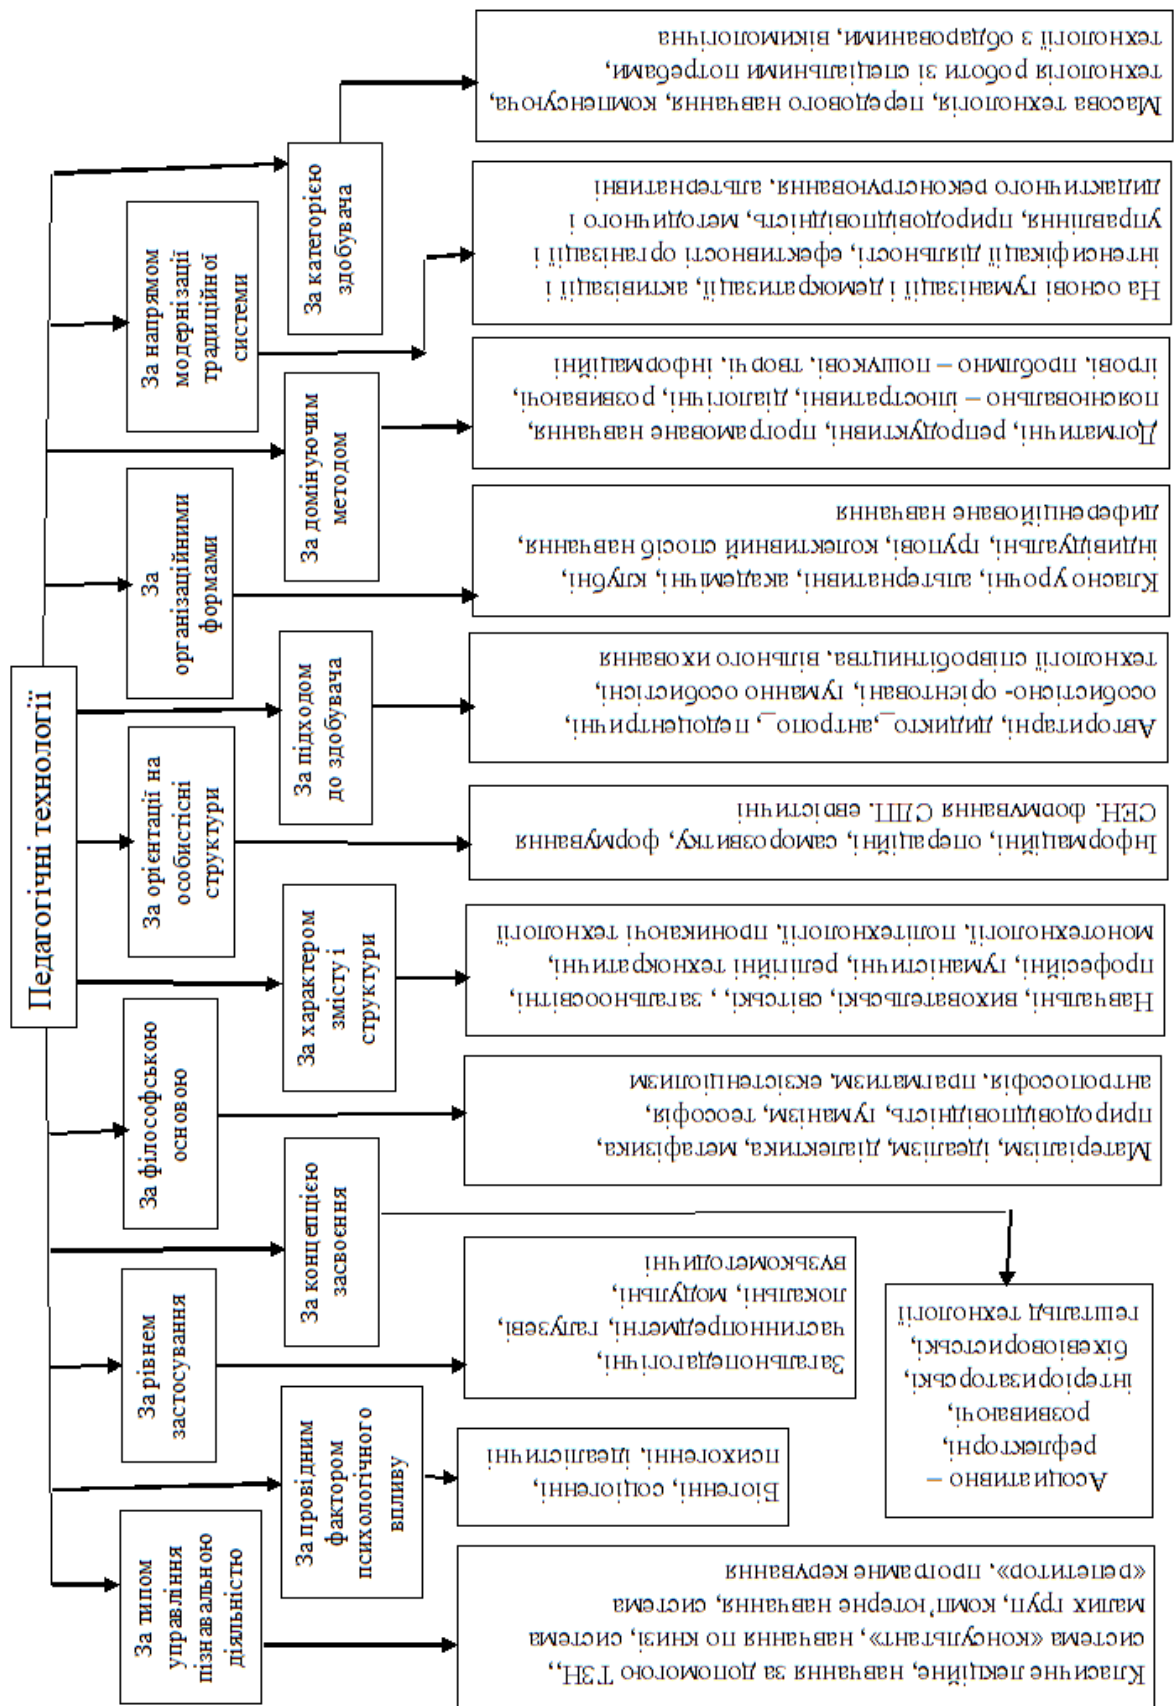 Педагогічні технології
За типом
управління
пізнавальною
діяльністю
За провідним
фактором
психологічного
впливу
За рівнем
застосування
За концепцією
засвоєння
За філософською
основою
За характером
змісту і
структури
За орієнтації на
особистісні
структури
За підходом
до здобувача
За
організаційними
формами
За домінуючим
методом
За напрямом
модернізації
традиційної
системи
За категорією
здобувача
Класичне лекційне, навчання за допомогою ТЗН,,
система «консультант», навчання по книзі, система
малих груп, комп’ютерне навчання, система
«репетитор», програмне керування
Біогенні, соціогенні,
психогенні, ідеалістичні
Загальнопедагогічні,
частиннопредметні, галузеві,
локальні, модульні,
вузькометодичні
Асоціативно –
рефлекторні,
розвиваючі,
інтеріоризаторські,
біхевіовористські,
гештальд технології
Матеріалізм, ідеалізм, діалектика, метафізика,
природовідповідність, гуманізм, теософія,
антропософія, прагматизм, екзістенціолізм
Навчальні, виховательські, світські, , загальноосвітні,
професійні, гуманістичні, релігійні технократичні,
монотехнології, політехнології, проникаючі технології
Інформаційні, операційні, саморозвитку, формування
СЕН. формування СДП. еврістичні
Авторитарні, дидикто_,антропо_, педоцентричні,
особистісно- орієнтовані, гуманно особистісні,
технології співробітництва, вільного иховання
Класно урочні, альтернативні, академічні, клубні,
індивідуальні, групові, колективний спосіб навчання,
диференційоване навчання
Догматичні, репродуктивні, програмоване навчання,
пояснювально – ілюстративні, діалогічні, розвиваючі,
ігрові, проблмно – пошукові, творчі, інформаційні
На основі гуманізації і демократизації, активізації і
інтенсифікації діяльності, ефективності організації і
управління, природовідповідність, методичного і
дидактичного реконструювання, альтернативні
Масова технологія, передового навчання, компенсуюча,
технологія роботи зі спеціальними потребами,
технології з обдарованими, вікимологічна